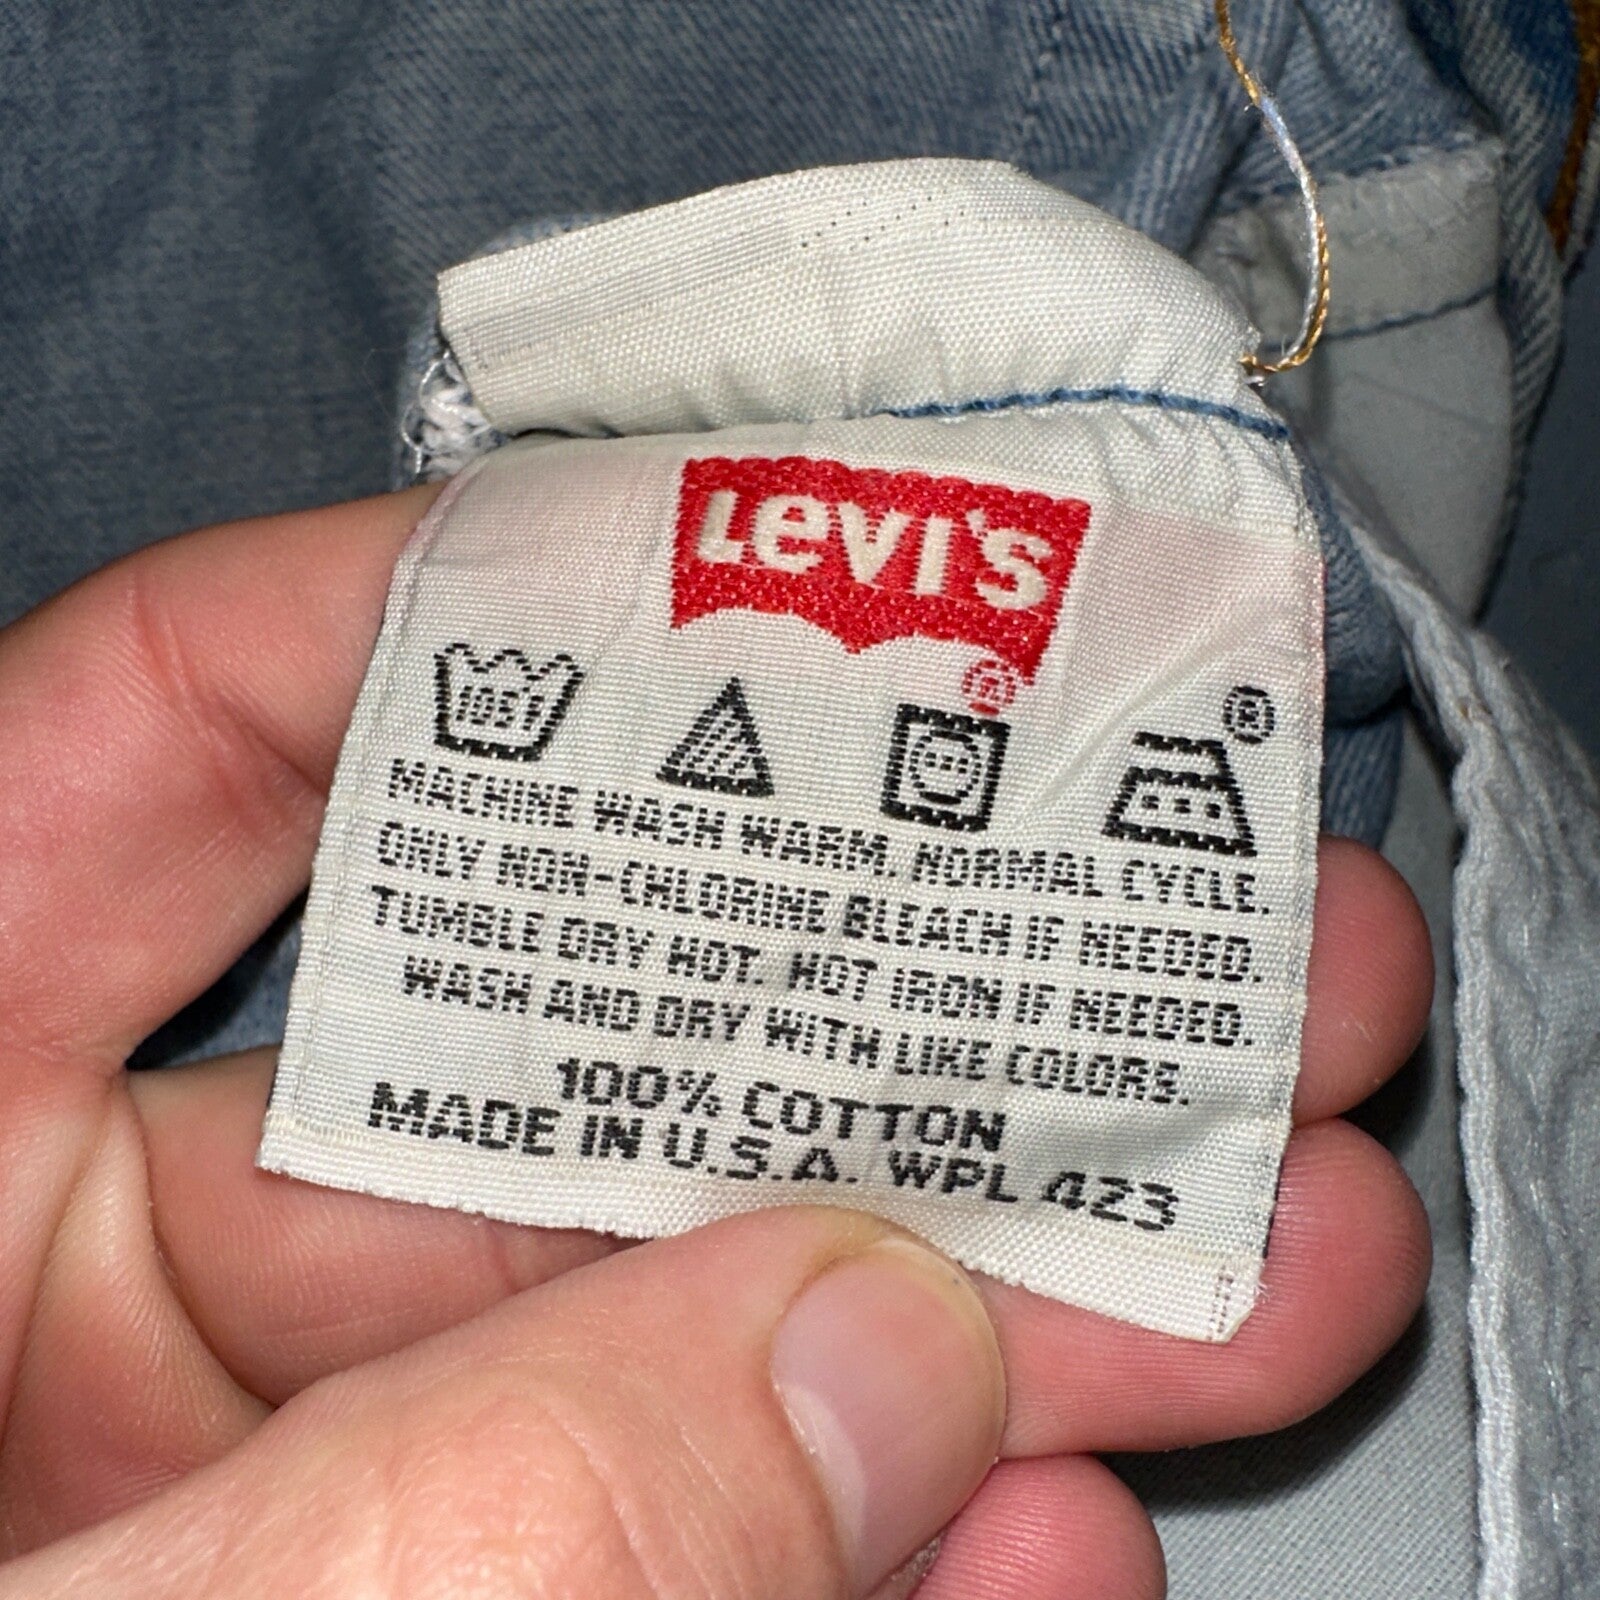 Levi's
®
105f
®
MACHINE WASH WARM. NORMAL CYCLE.
ONLY NON-CHLORINE BLEACH IF NEEDED.
TUMBLE DRY HOT. HOT IRON IF NEEDED.
WASH AND DRY WITH LIKE COLORS.
100% COTTON
MADE IN U.S.A. WPL 423